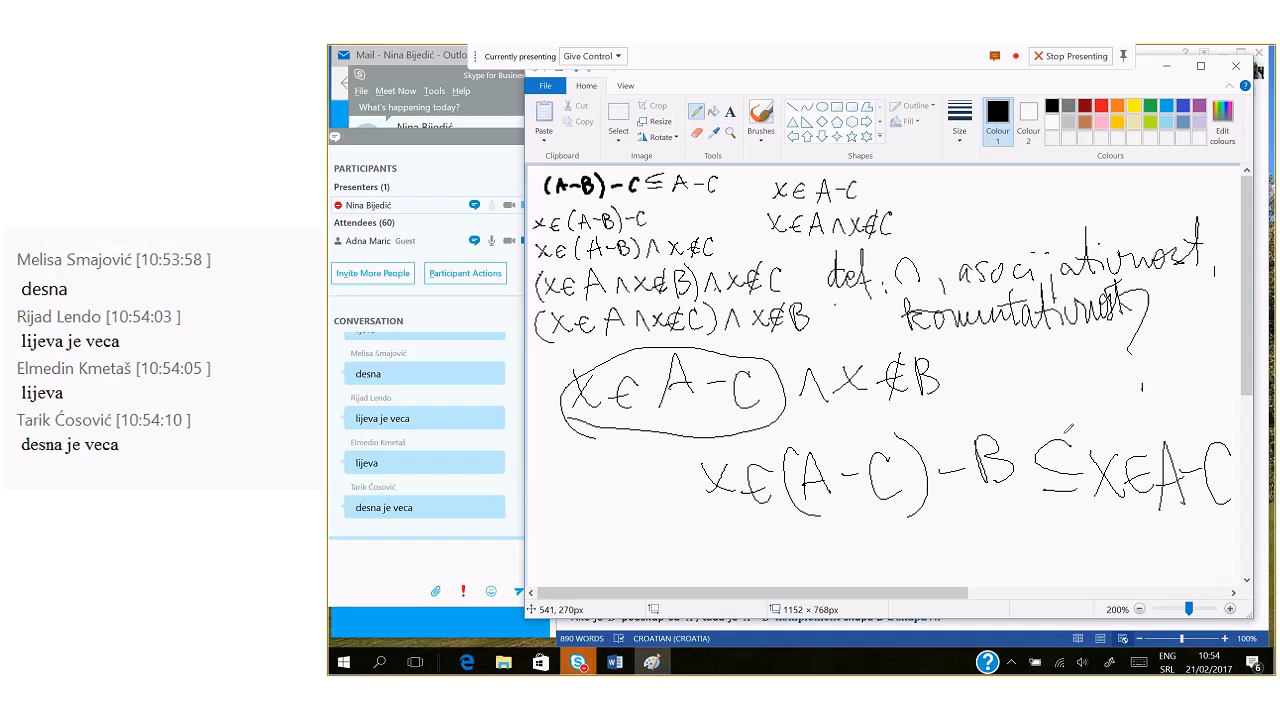 Melisa Smajović [10:53:58 ]
desna
Rijad Lendo [10:54:03 ]
lijeva je veca
Elmedin Kmetaš [10:54:05 ]
lijeva
Tarik Ćosović [10:54:10 ]
desna je veca
Mail - Nina Bijedić - Outlo
Currently presenting
Give Control
Stop Presenting
Skype for Business
File Meet Now Tools Help
What's happening today?
Nina Bijedić
PARTICIPANTS
Presenters (1)
Nina Bijedić
Attendees (60)
Adna Maric Guest
Invite More People
Participant Actions
CONVERSATION
Melisa Smajović
desna
Rijad Lendo
lijeva je veca
Elmedin Kmetaš
lijeva
Tarik Ćosović
desna je veca
File Home View
Paste
Cut
Copy
Clipboard
Select
Crop
Resize
Rotate
Image
A
Tools
Brushes
Outline
Fill
Shapes
Size
Colour 1
Colour 2
Edit colours
Colours
(A-B)-C ⊆ A-C
x∈(A-B)-C
x∈(A-B)∧x∉C
(x∈A∧x∉B)∧x∉C
(x∈A∧x∉C)∧x∉B
x∈A-C
x∈A∧x∉C
def. ∩, asocijativnost,
komutativnost
x∈A-C ∧ x∉B
x∈(A-C)-B ⊆ x∈A-C
541, 270px
1152 × 768px
200%
890 WORDS
CROATIAN (CROATIA)
100%
ENG
SRL
10:54
21/02/2017
6